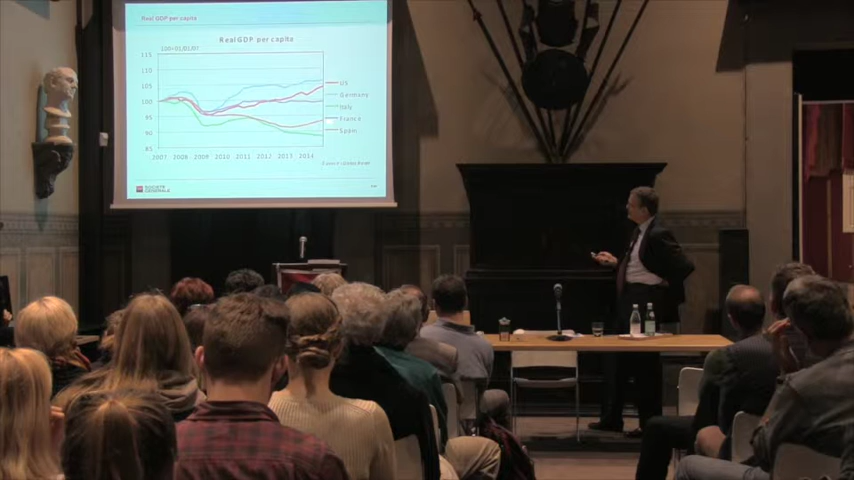 Real GDP per capita
Real GDP per capita
100=01/01/07
115
110
105
100
95
90
85
2007 2008 2009 2010 2011 2012 2013 2014
US
Germany
Italy
France
Spain
SOCIETE
GENERALE